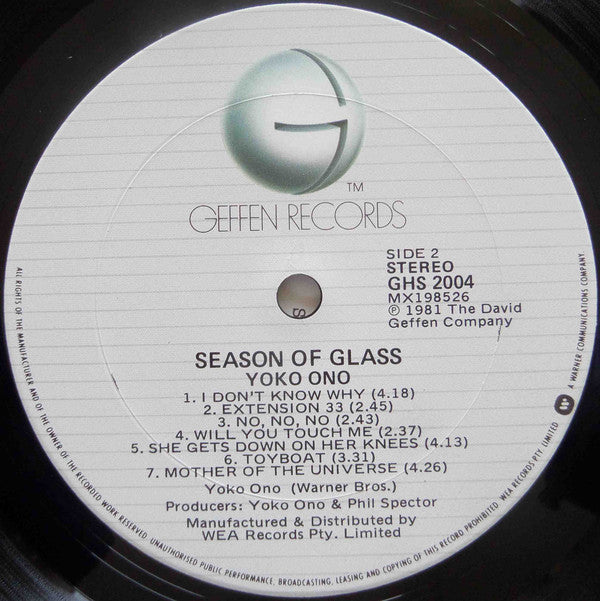 TM
GEFFEN RECORDS
SIDE 2
STEREO
GHS 2004
MX198526
Ⓟ 1981 The David
Geffen Company
SEASON OF GLASS
YOKO ONO
1. I DON'T KNOW WHY (4.18)
2. EXTENSION 33 (2.45)
3. NO, NO, NO (2.43)
4. WILL YOU TOUCH ME (2.37)
5. SHE GETS DOWN ON HER KNEES (4.13)
6. TOYBOAT (3.31)
7. MOTHER OF THE UNIVERSE (4.26)
Yoko Ono (Warner Bros.)
Producers: Yoko Ono & Phil Spector
Manufactured & Distributed by
WEA Records Pty. Limited
ALL RIGHTS OF THE MANUFACTURER AND OF THE OWNER OF THE RECORDED WORK RESERVED. UNAUTHORISED PUBLIC PERFORMANCE, BROADCASTING, LEASING AND COPYING OF THIS RECORD PROHIBITED. WEA RECORDS PTY. LIMITED
A WARNER COMMUNICATIONS COMPANY.